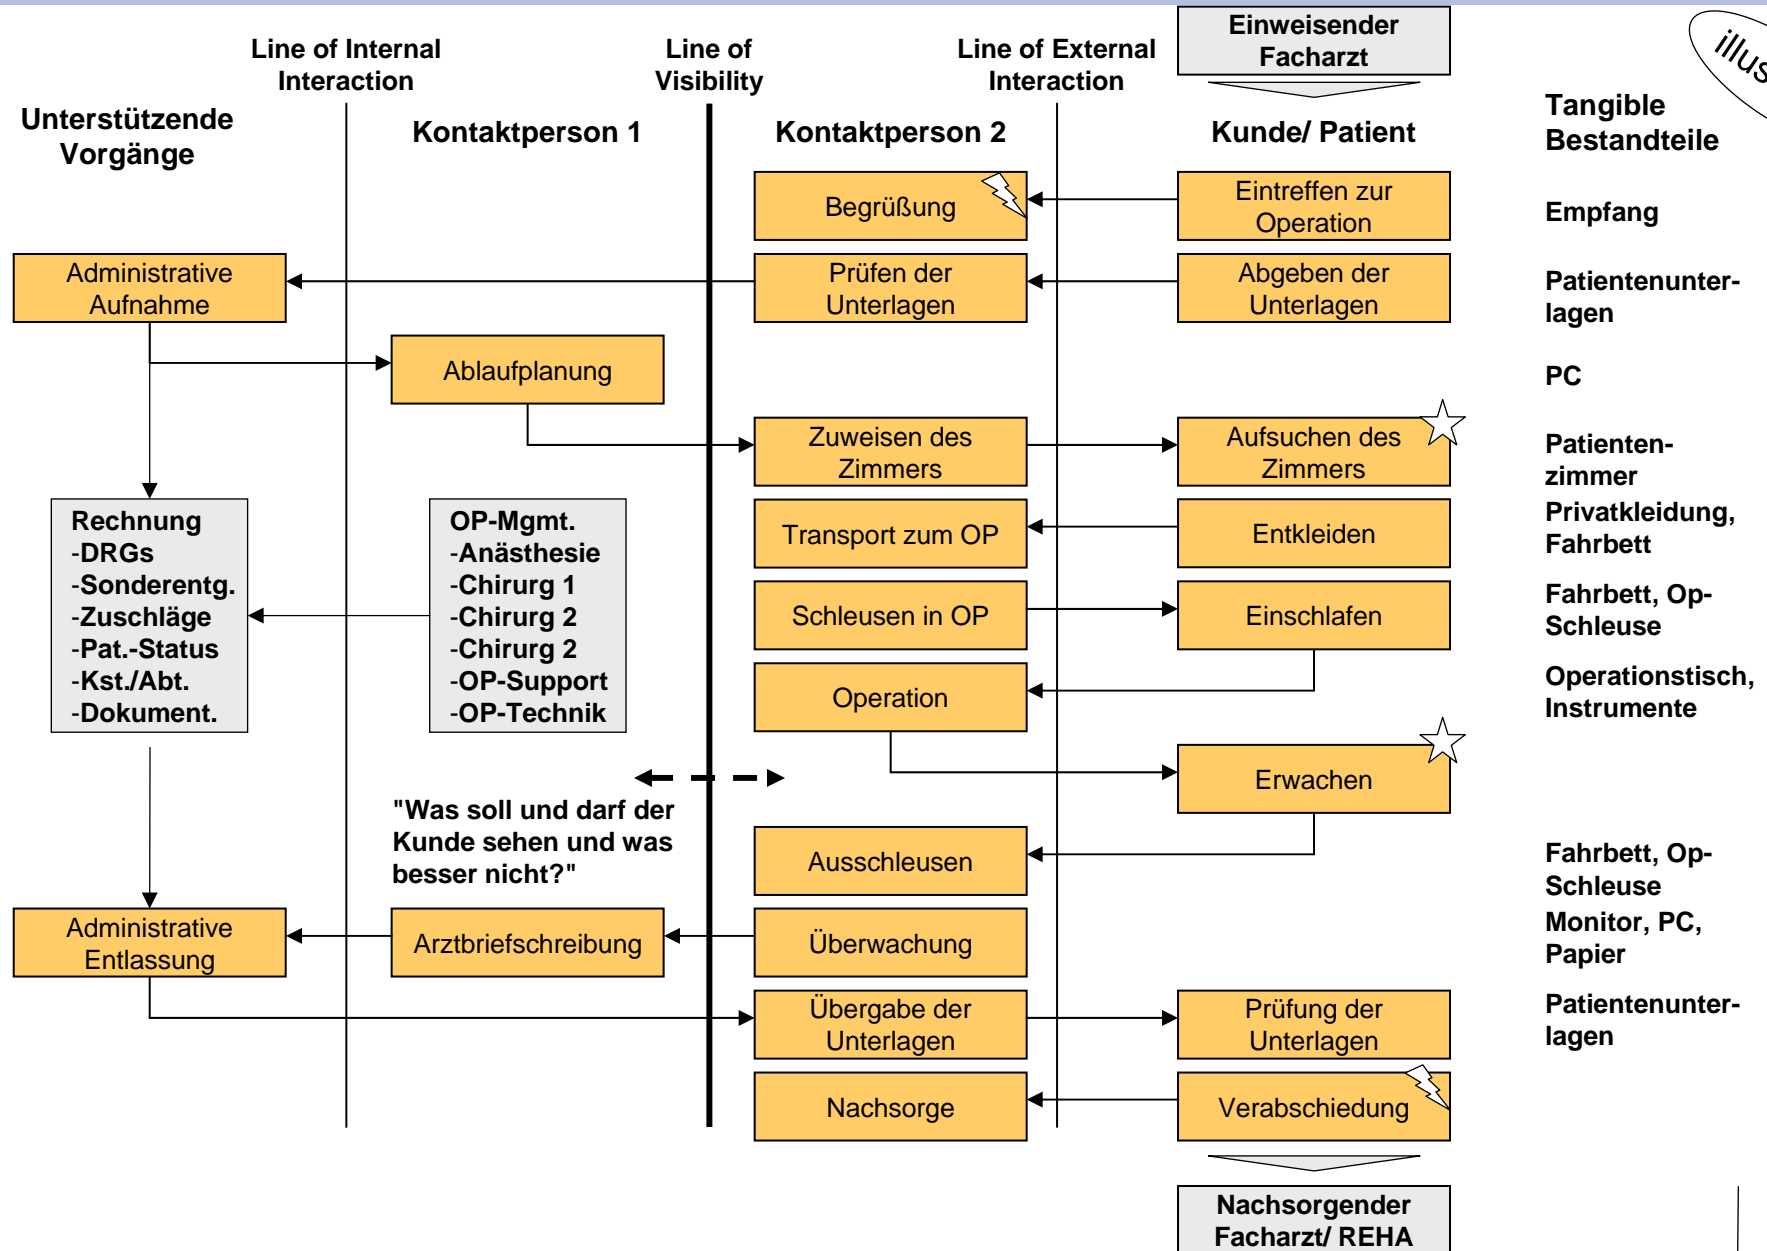 Einweisender
Facharzt
illus
Line of Internal
Interaction
Line of
Visibility
Line of External
Interaction
Unterstützende
Vorgänge
Kontaktperson 1
Kontaktperson 2
Kunde/ Patient
Tangible
Bestandteile
Begrüßung
Eintreffen zur
Operation
Empfang
Administrative
Aufnahme
Prüfen der
Unterlagen
Abgeben der
Unterlagen
Patientenunter-
lagen
Ablaufplanung
PC
Zuweisen des
Zimmers
Aufsuchen des
Zimmers
Patienten-
zimmer
Rechnung
-DRGs
-Sonderentg.
-Zuschläge
-Pat.-Status
-Kst./Abt.
-Dokument.
OP-Mgmt.
-Anästhesie
-Chirurg 1
-Chirurg 2
-Chirurg 2
-OP-Support
-OP-Technik
Transport zum OP
Entkleiden
Privatkleidung,
Fahrbett
Schleusen in OP
Einschlafen
Fahrbett, Op-
Schleuse
Operation
Operationstisch,
Instrumente
Erwachen
"Was soll und darf der
Kunde sehen und was
besser nicht?"
Ausschleusen
Fahrbett, Op-
Schleuse
Administrative
Entlassung
Arztbriefschreibung
Überwachung
Monitor, PC,
Papier
Übergabe der
Unterlagen
Prüfung der
Unterlagen
Patientenunter-
lagen
Nachsorge
Verabschiedung
Nachsorgender
Facharzt/ REHA